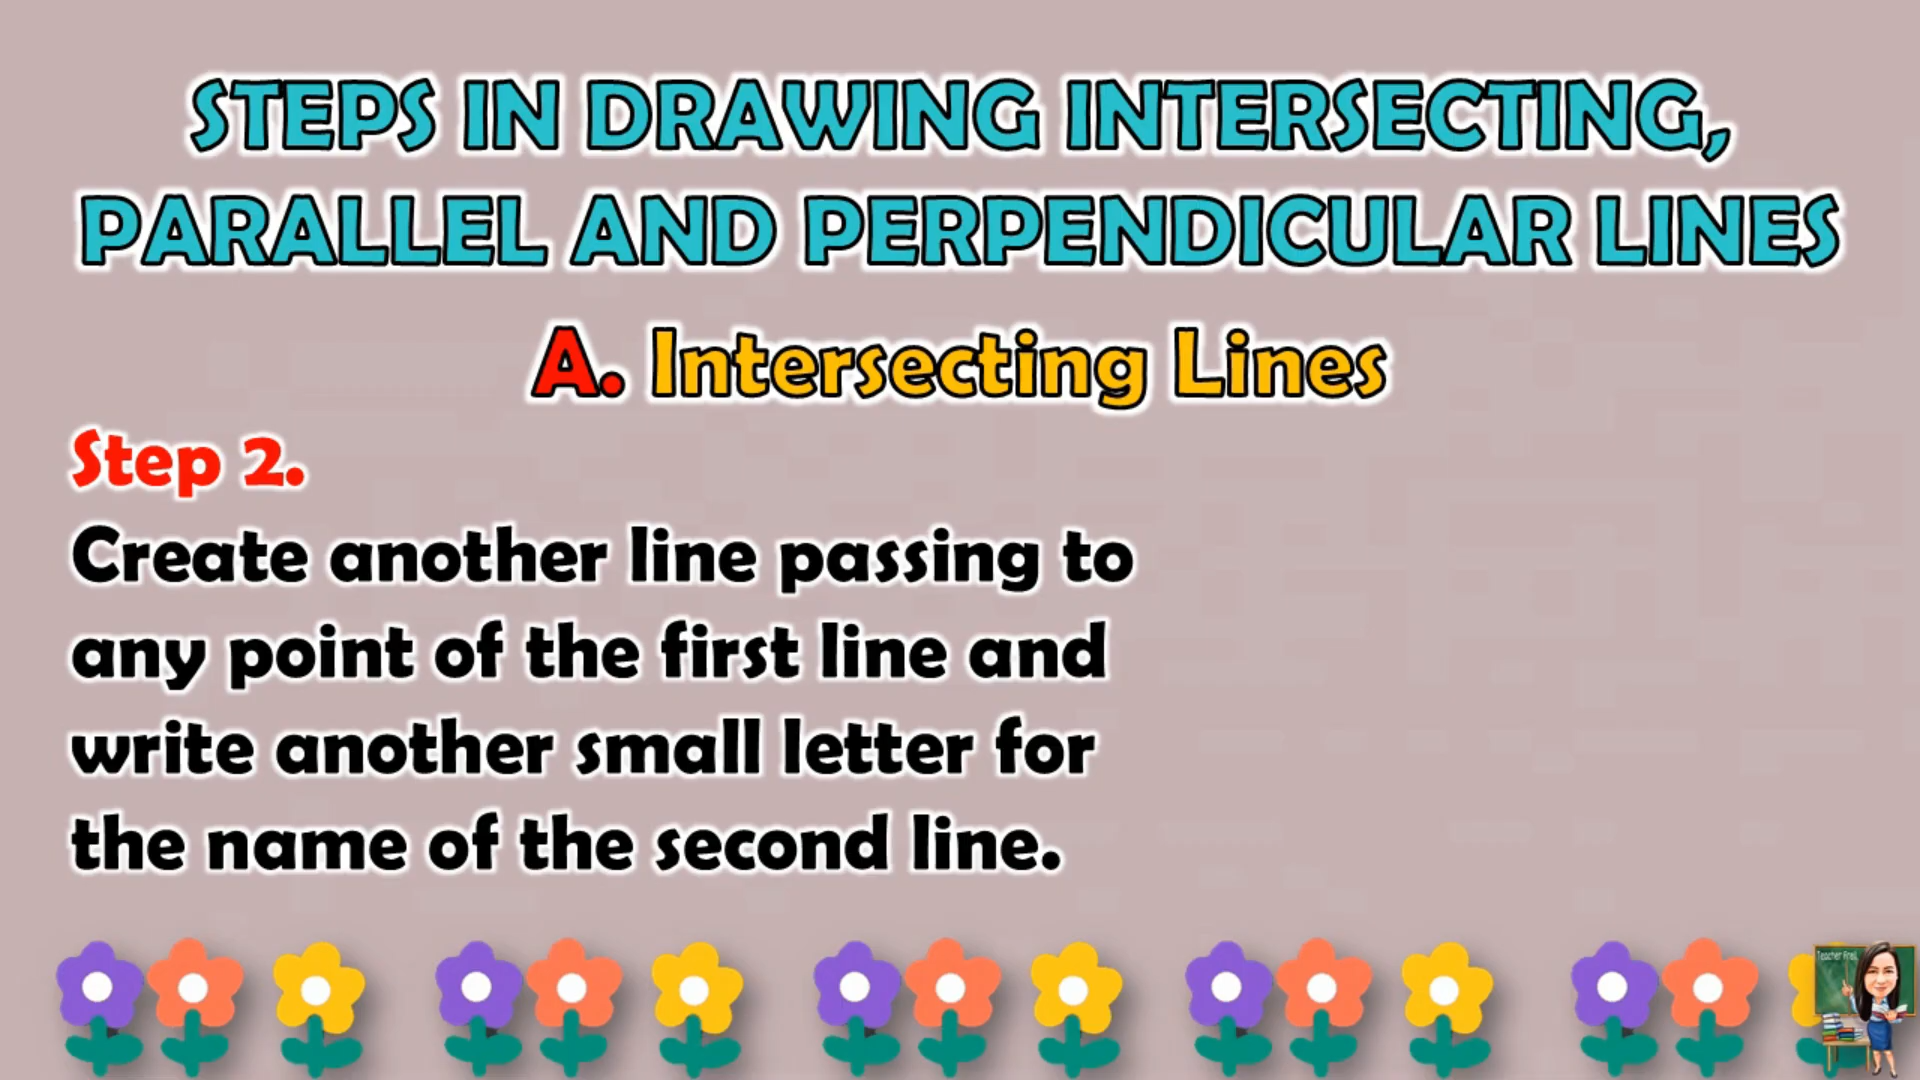 STEPS IN DRAWING INTERSECTING,
PARALLEL AND PERPENDICULAR LINES
A. Intersecting Lines
Step 2.
Create another line passing to
any point of the first line and
write another small letter for
the name of the second line.
Teacher